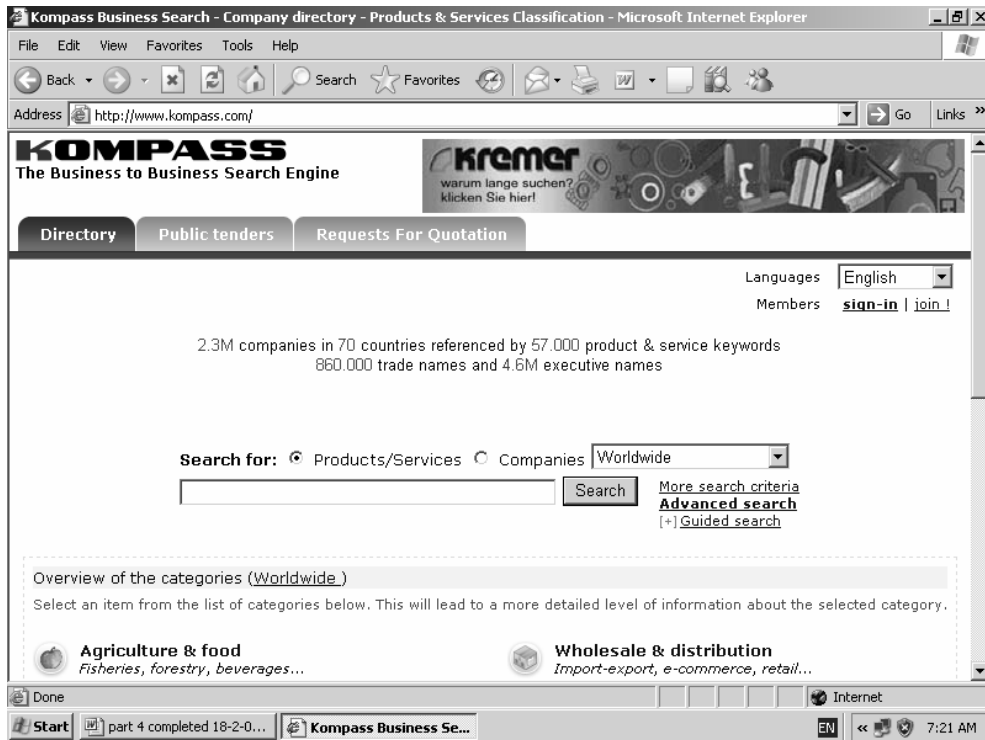 Kompass Business Search - Company directory - Products & Services Classification - Microsoft Internet Explorer
File Edit View Favorites Tools Help
Back Search Favorites
Address http://www.kompass.com/ Go Links »
KOMPASS
The Business to Business Search Engine
kremer
warum lange suchen?
klicken Sie hier!
Directory Public tenders Requests For Quotation
Languages English
Members sign-in | join !
2.3M companies in 70 countries referenced by 57.000 product & service keywords
860.000 trade names and 4.6M executive names
Search for: Products/Services Companies Worldwide
Search More search criteria
Advanced search
[+] Guided search
Overview of the categories (Worldwide )
Select an item from the list of categories below. This will lead to a more detailed level of information about the selected category.
Agriculture & food Wholesale & distribution
Fisheries, forestry, beverages... Import-export, e-commerce, retail...
Done Internet
Start part 4 completed 18-2-0... Kompass Business Se... EN « 7:21 AM